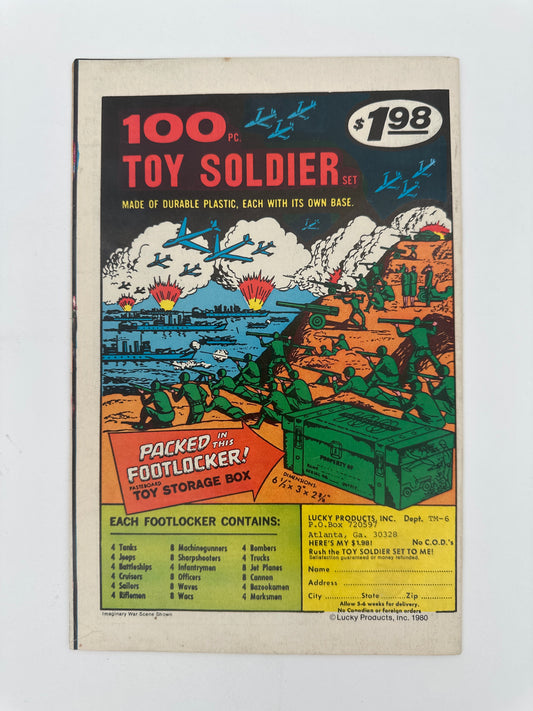 100 PC.
$1.98
TOY SOLDIER SET
MADE OF DURABLE PLASTIC, EACH WITH ITS OWN BASE.
PACKED IN THIS
FOOTLOCKER!
PASTEBOARD
TOY STORAGE BOX
PROPERTY OF
DIMENSIONS:
6 1/2" x 3" x 2 3/8"
EACH FOOTLOCKER CONTAINS:
4 Tanks
4 Jeeps
4 Battleships
4 Cruisers
4 Sailors
4 Riflemen
8 Machinegunners
8 Sharpshooters
4 Infantrymen
8 Officers
8 Waves
8 Wacs
4 Bombers
4 Trucks
8 Jet Planes
8 Cannon
4 Bazookamen
4 Marksmen
LUCKY PRODUCTS, INC. Dept. TM-6
P.O.Box 720597
Atlanta, Ga. 30328
HERE'S MY $1.98! No C.O.D.'s
Rush the TOY SOLDIER SET TO ME!
Satisfaction guaranteed or money refunded.
Name
Address
City State Zip
Allow 5-6 weeks for delivery.
No Canadian or foreign orders
Imaginary War Scene Shown
© Lucky Products, Inc. 1980